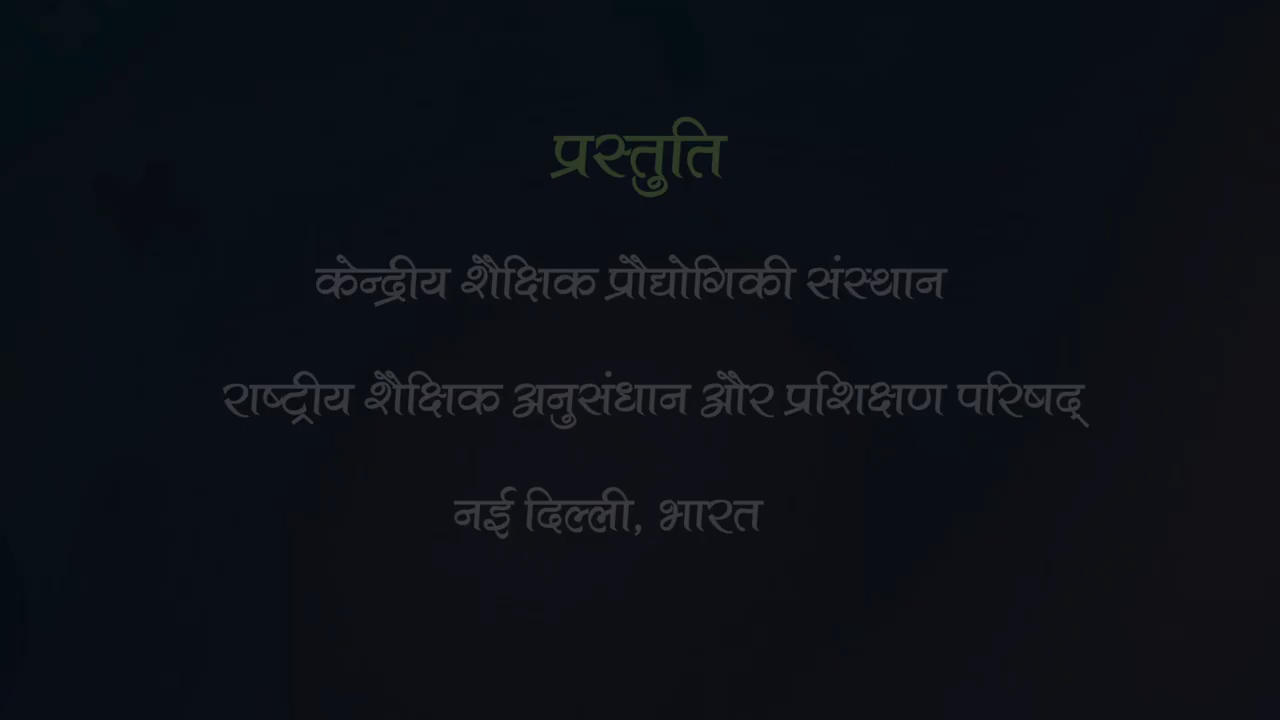 प्रस्तुति
केन्द्रीय शैक्षिक प्रौद्योगिकी संस्थान
राष्ट्रीय शैक्षिक अनुसंधान और प्रशिक्षण परिषद्
नई दिल्ली, भारत